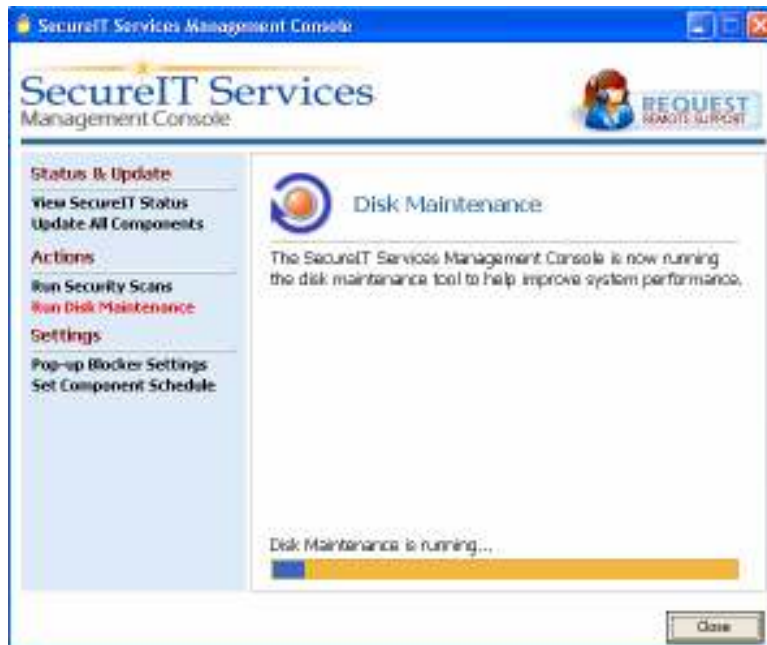 SecureIT Services Management Console
SecureIT Services
Management Console
REQUEST
REMOTE SUPPORT
Status & Update
View SecureIT Status
Update All Components
Actions
Run Security Scans
Run Disk Maintenance
Settings
Pop-up Blocker Settings
Set Component Schedule
Disk Maintenance
The SecureIT Services Management Console is now running
the disk maintenance tool to help improve system performance.
Disk Maintenance is running...
Close